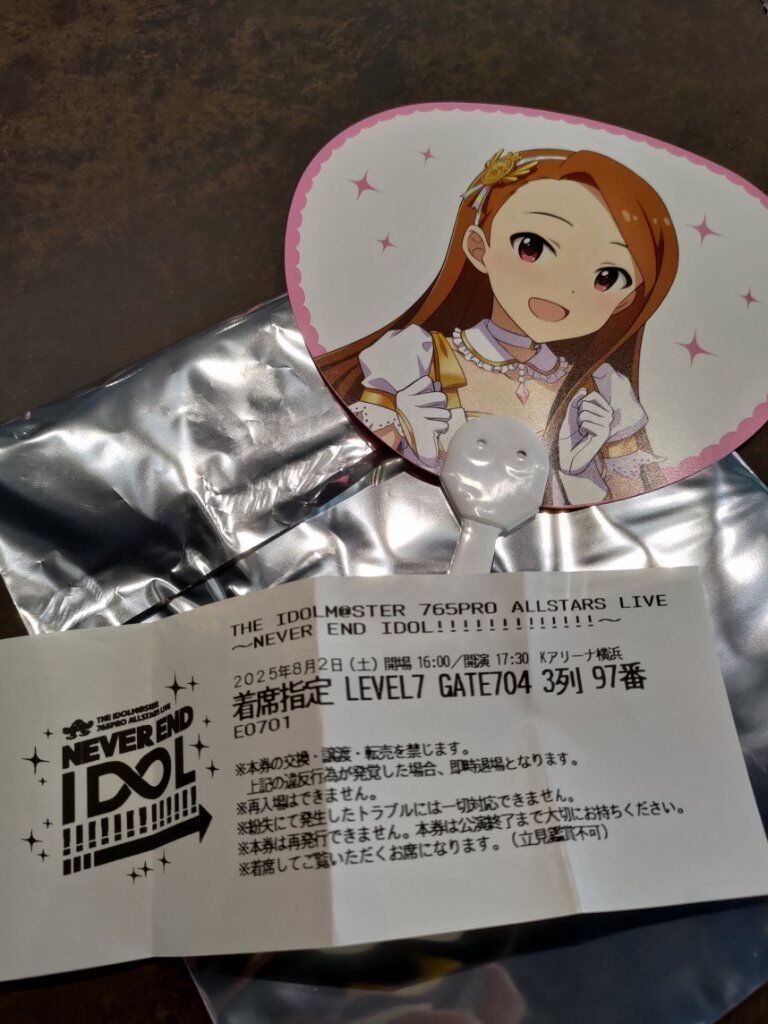 THE IDOLM@STER 765PRO ALLSTARS LIVE
～NEVER END IDOL!!!!!!!!!!!!!～
2025年8月2日（土）開場 16:00／開演 17:30 Kアリーナ横浜
着席指定 LEVEL7 GATE704 3列 97番
E0701
※本券の交換・譲渡・転売を禁じます。
上記の違反行為が発覚した場合、即時退場となります。
※再入場はできません。
※紛失にて発生したトラブルには一切対応できません。
※本券は再発行できません。本券は公演終了まで大切にお持ちください。
※着席してご覧いただくお席になります。（立見鑑賞不可）
THE IDOLM@STER
765PRO ALLSTARS LIVE
NEVER END
IDOL
!!!!!!!!!!!!!